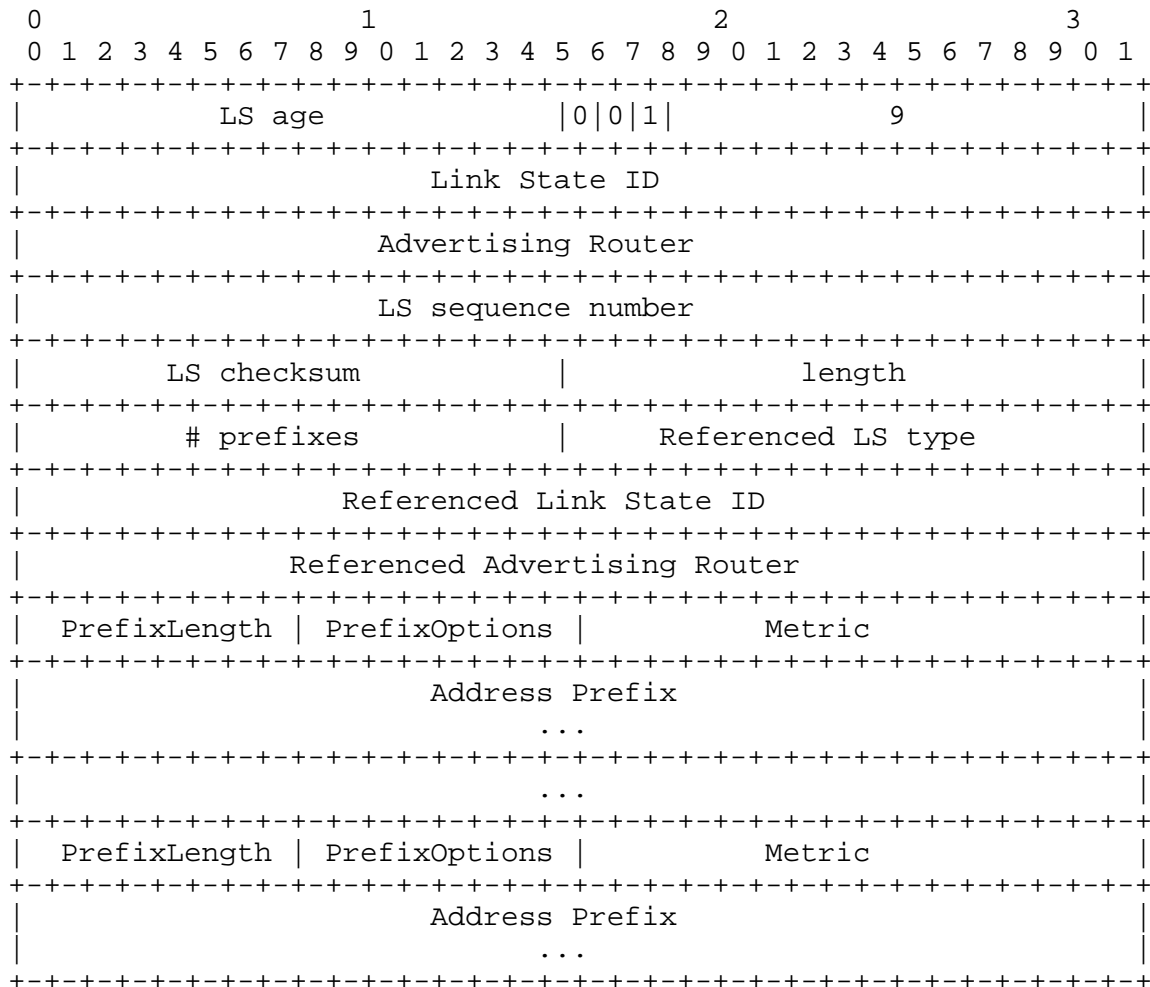 0                   1                   2                   3
 0 1 2 3 4 5 6 7 8 9 0 1 2 3 4 5 6 7 8 9 0 1 2 3 4 5 6 7 8 9 0 1
+-+-+-+-+-+-+-+-+-+-+-+-+-+-+-+-+-+-+-+-+-+-+-+-+-+-+-+-+-+-+-+-+
|           LS age             |0|0|1|            9             |
+-+-+-+-+-+-+-+-+-+-+-+-+-+-+-+-+-+-+-+-+-+-+-+-+-+-+-+-+-+-+-+-+
|                       Link State ID                           |
+-+-+-+-+-+-+-+-+-+-+-+-+-+-+-+-+-+-+-+-+-+-+-+-+-+-+-+-+-+-+-+-+
|                    Advertising Router                         |
+-+-+-+-+-+-+-+-+-+-+-+-+-+-+-+-+-+-+-+-+-+-+-+-+-+-+-+-+-+-+-+-+
|                    LS sequence number                         |
+-+-+-+-+-+-+-+-+-+-+-+-+-+-+-+-+-+-+-+-+-+-+-+-+-+-+-+-+-+-+-+-+
|        LS checksum           |             length             |
+-+-+-+-+-+-+-+-+-+-+-+-+-+-+-+-+-+-+-+-+-+-+-+-+-+-+-+-+-+-+-+-+
|         # prefixes           |     Referenced LS type         |
+-+-+-+-+-+-+-+-+-+-+-+-+-+-+-+-+-+-+-+-+-+-+-+-+-+-+-+-+-+-+-+-+
|                  Referenced Link State ID                     |
+-+-+-+-+-+-+-+-+-+-+-+-+-+-+-+-+-+-+-+-+-+-+-+-+-+-+-+-+-+-+-+-+
|               Referenced Advertising Router                   |
+-+-+-+-+-+-+-+-+-+-+-+-+-+-+-+-+-+-+-+-+-+-+-+-+-+-+-+-+-+-+-+-+
|  PrefixLength | PrefixOptions |          Metric               |
+-+-+-+-+-+-+-+-+-+-+-+-+-+-+-+-+-+-+-+-+-+-+-+-+-+-+-+-+-+-+-+-+
|                       Address Prefix                          |
|                             ...                               |
+-+-+-+-+-+-+-+-+-+-+-+-+-+-+-+-+-+-+-+-+-+-+-+-+-+-+-+-+-+-+-+-+
|                             ...                               |
+-+-+-+-+-+-+-+-+-+-+-+-+-+-+-+-+-+-+-+-+-+-+-+-+-+-+-+-+-+-+-+-+
|  PrefixLength | PrefixOptions |          Metric               |
+-+-+-+-+-+-+-+-+-+-+-+-+-+-+-+-+-+-+-+-+-+-+-+-+-+-+-+-+-+-+-+-+
|                       Address Prefix                          |
|                             ...                               |
+-+-+-+-+-+-+-+-+-+-+-+-+-+-+-+-+-+-+-+-+-+-+-+-+-+-+-+-+-+-+-+-+